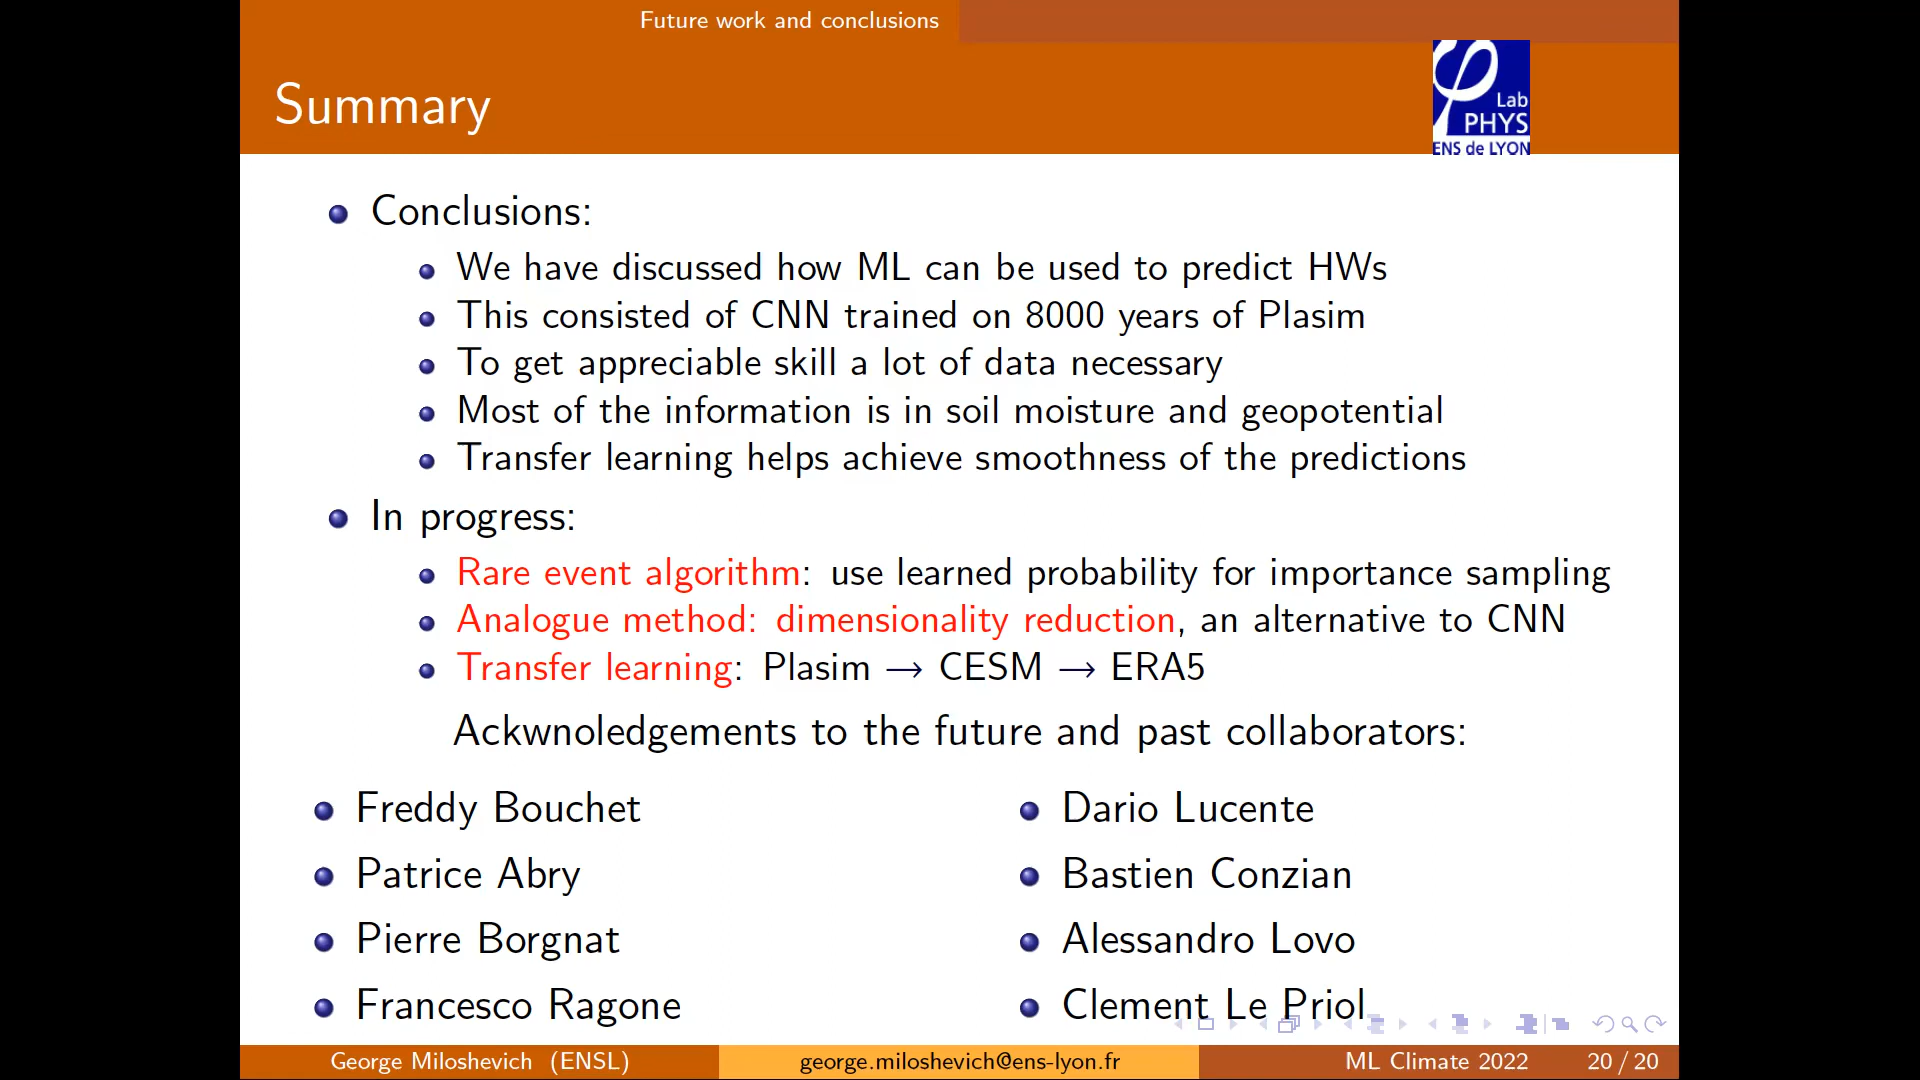 Future work and conclusions
Summary
Lab
PHYS
ENS de LYON
Conclusions:
We have discussed how ML can be used to predict HWs
This consisted of CNN trained on 8000 years of Plasim
To get appreciable skill a lot of data necessary
Most of the information is in soil moisture and geopotential
Transfer learning helps achieve smoothness of the predictions
In progress:
Rare event algorithm: use learned probability for importance sampling
Analogue method: dimensionality reduction, an alternative to CNN
Transfer learning: Plasim → CESM → ERA5
Ackwnoledgements to the future and past collaborators:
Freddy Bouchet
Patrice Abry
Pierre Borgnat
Francesco Ragone
Dario Lucente
Bastien Conzian
Alessandro Lovo
Clement Le Priol
George Miloshevich (ENSL)
george.miloshevich@ens-lyon.fr
ML Climate 2022
20 / 20